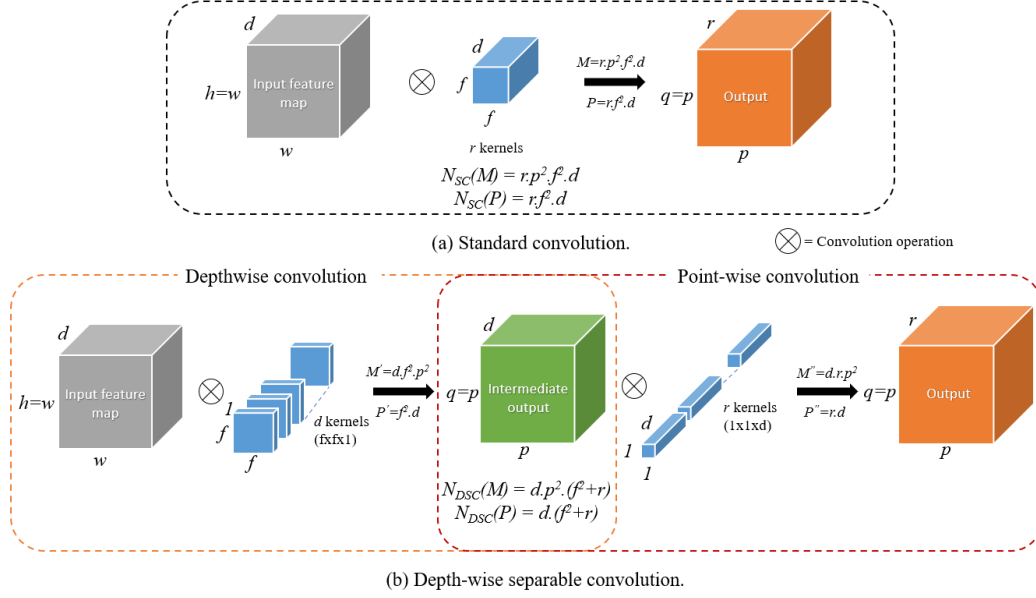 d
h=w
Input feature
map
w
d
f
f
r kernels
M=r.p².f².d
P=r.f².d
r
q=p
Output
p
N_SC(M) = r.p².f².d
N_SC(P) = r.f².d
(a) Standard convolution.
= Convolution operation
Depthwise convolution
Point-wise convolution
d
h=w
Input feature
map
w
1
f
f
d kernels
(fxfx1)
M'=d.f².p²
P'=f².d
d
q=p
Intermediate
output
p
N_DSC(M) = d.p².(f²+r)
N_DSC(P) = d.(f²+r)
d
1
1
r kernels
(1x1xd)
M''=d.r.p²
P''=r.d
r
q=p
Output
p
(b) Depth-wise separable convolution.